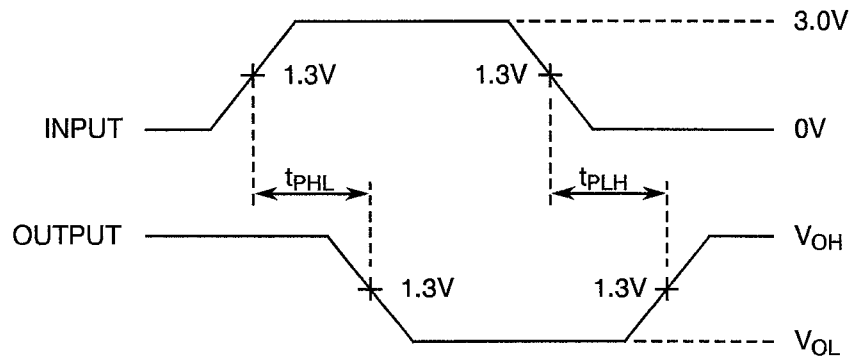 3.0V
1.3V 1.3V
INPUT 0V
tPHL tPLH
OUTPUT VOH
1.3V 1.3V
VOL